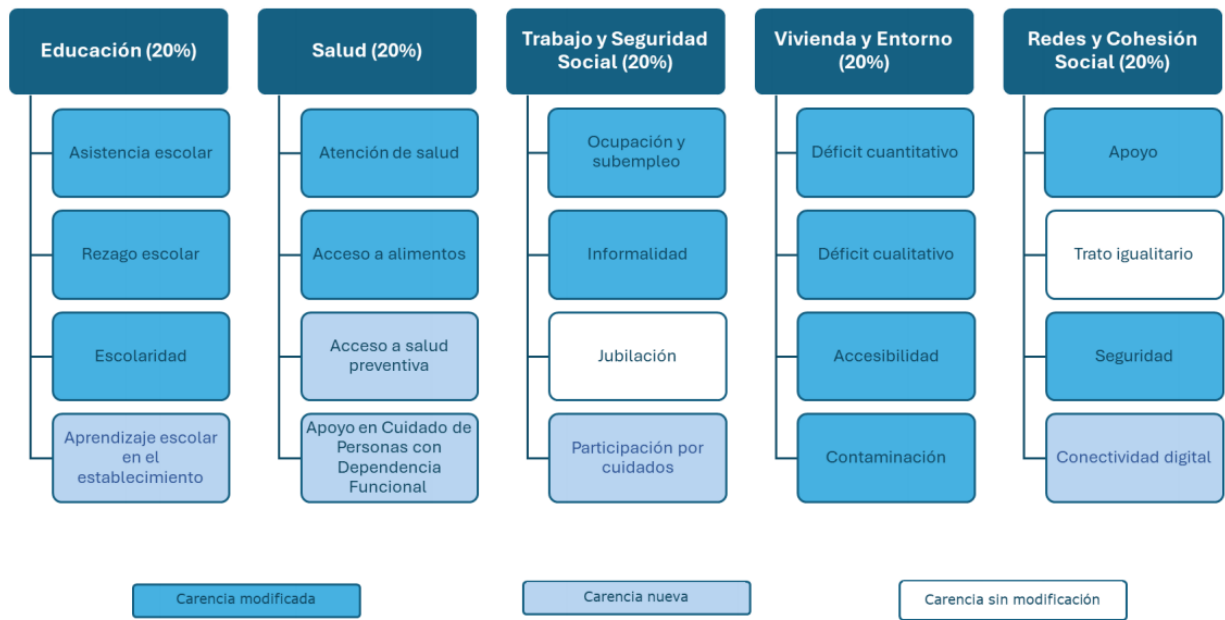 Educación (20%)
Asistencia escolar
Rezago escolar
Escolaridad
Aprendizaje escolar
en el
establecimiento
Salud (20%)
Atención de salud
Acceso a alimentos
Acceso a salud
preventiva
Apoyo en Cuidado de
Personas con
Dependencia
Funcional
Trabajo y Seguridad
Social (20%)
Ocupación y
subempleo
Informalidad
Jubilación
Participación por
cuidados
Vivienda y Entorno
(20%)
Déficit cuantitativo
Déficit cualitativo
Accesibilidad
Contaminación
Redes y Cohesión
Social (20%)
Apoyo
Trato igualitario
Seguridad
Conectividad digital
Carencia modificada
Carencia nueva
Carencia sin modificación